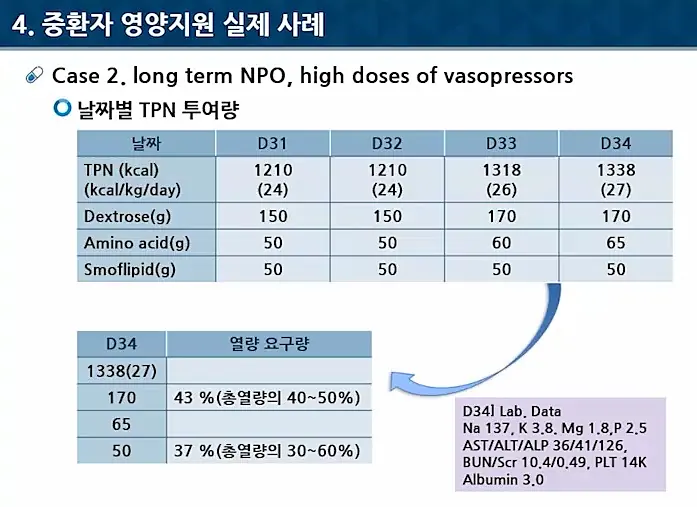 4. 중환자 영양지원 실제 사례
Case 2. long term NPO, high doses of vasopressors
날짜별 TPN 투여량
날짜 D31 D32 D33 D34
TPN (kcal) 1210 1210 1318 1338
(kcal/kg/day) (24) (24) (26) (27)
Dextrose(g) 150 150 170 170
Amino acid(g) 50 50 60 65
Smoflipid(g) 50 50 50 50
D34 열량 요구량
1338(27)
170 43 %(총열량의 40~50%)
65
50 37 %(총열량의 30~60%)
D34] Lab. Data
Na 137, K 3.8. Mg 1.8,P 2.5
AST/ALT/ALP 36/41/126,
BUN/Scr 10.4/0.49, PLT 14K
Albumin 3.0